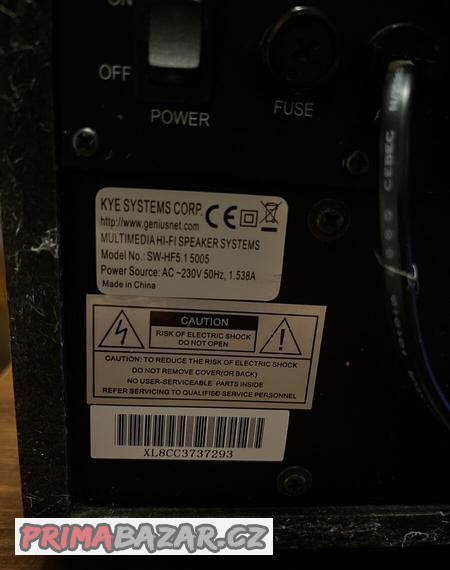 ON
OFF
POWER
FUSE
CEBEC
KYE SYSTEMS CORP.
http://www.geniusnet.com
MULTIMEDIA HI-FI SPEAKER SYSTEMS
Model No.: SW-HF5.1 5005
Power Source: AC ~230V 50Hz, 1.538A
Made in China
CAUTION
RISK OF ELECTRIC SHOCK
DO NOT OPEN
CAUTION: TO REDUCE THE RISK OF ELECTRIC SHOCK
DO NOT REMOVE COVER(OR BACK)
NO USER-SERVICEABLE PARTS INSIDE
REFER SERVICING TO QUALIFIED SERVICE PERSONNEL
XL8CC3737293
PRIMABAZAR.CZ